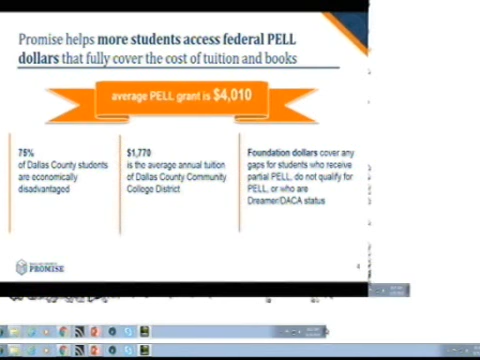 Promise helps more students access federal PELL
dollars that fully cover the cost of tuition and books
average PELL grant is $4,010
75%
of Dallas County students
are economically
disadvantaged
$1,770
is the average annual tuition
of Dallas County Community
College District
Foundation dollars cover any
gaps for students who receive
partial PELL, do not qualify for
PELL, or who are
Dreamer/DACA status
PROMISE
4